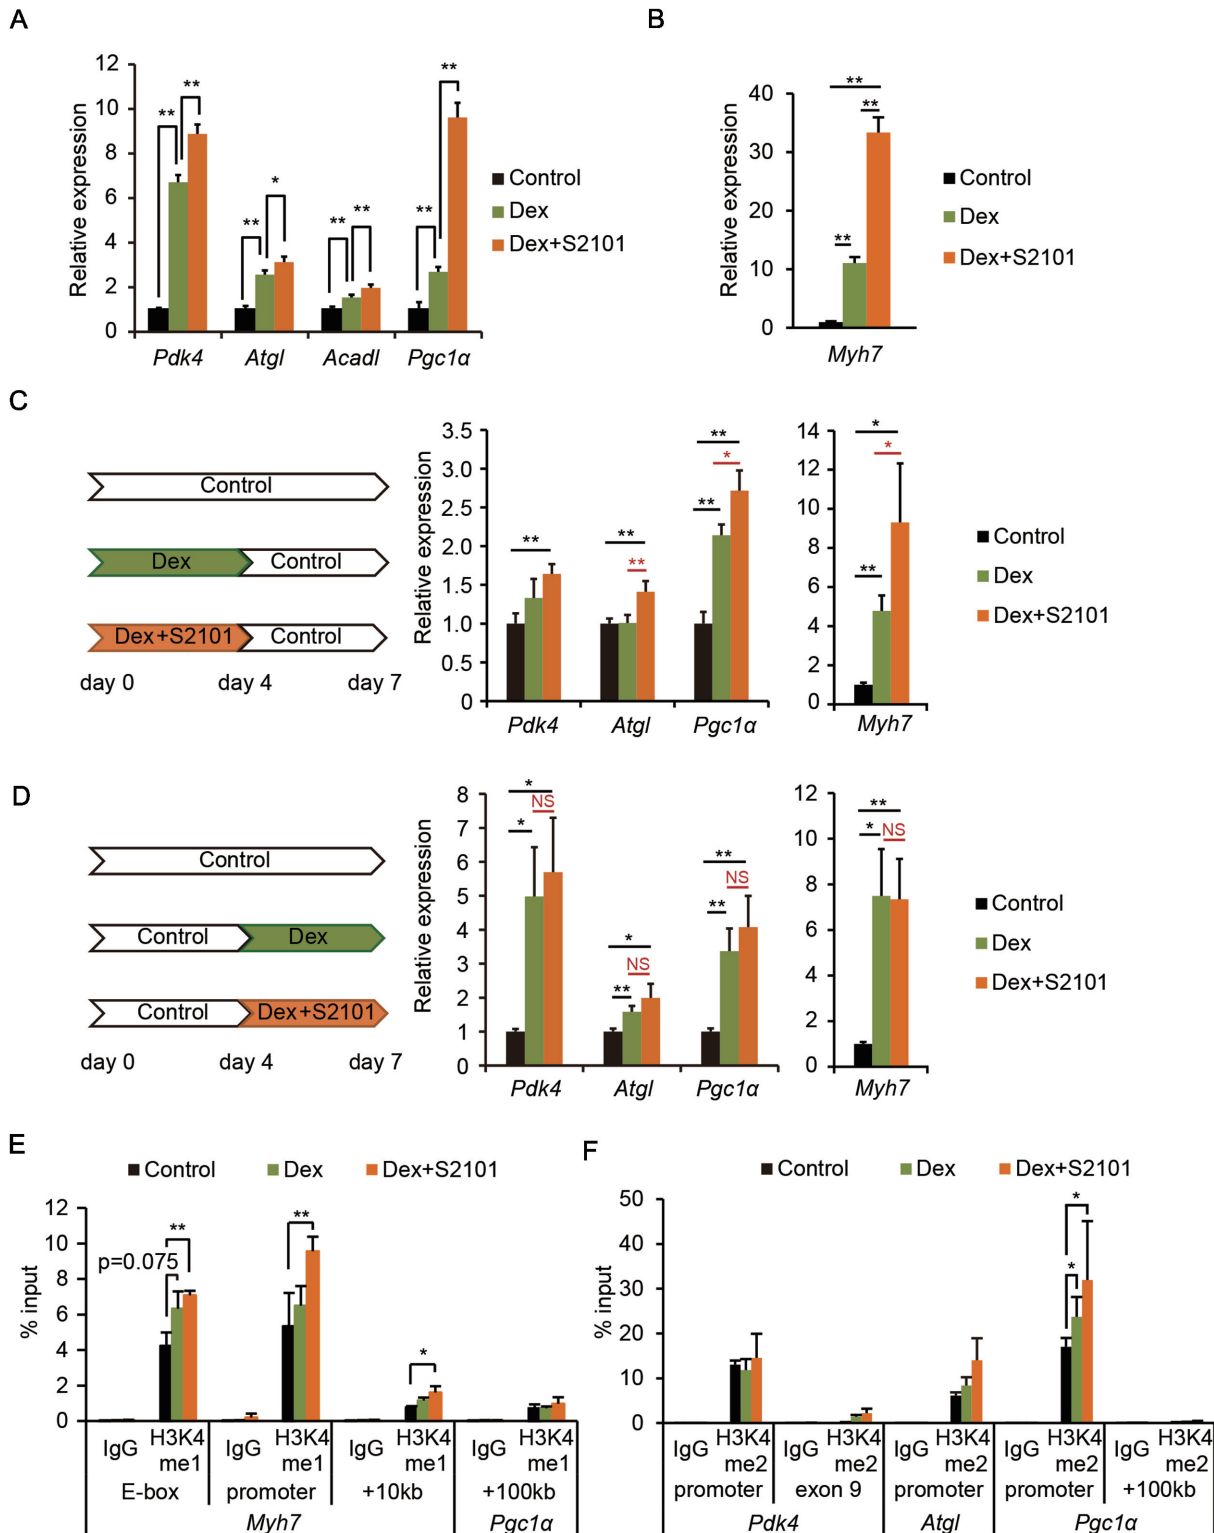 A
B
12
10
8
6
4
2
0
Relative expression
**
**
**
*
**
**
**
**
Pdk4
Atgl
Acadl
Pgc1α
Control
Dex
Dex+S2101
40
30
20
10
0
Relative expression
**
**
**
Myh7
Control
Dex
Dex+S2101
C
Control
Dex
Control
Dex+S2101
Control
day 0
day 4
day 7
3.5
3.0
2.5
2.0
1.5
1.0
0.5
0
Relative expression
**
**
**
**
*
**
Pdk4
Atgl
Pgc1α
14
12
10
8
6
4
2
0
*
*
**
Myh7
Control
Dex
Dex+S2101
D
Control
Control
Dex
Control
Dex+S2101
day 0
day 4
day 7
8
7
6
5
4
3
2
1
0
Relative expression
*
NS
*
*
NS
**
**
NS
**
Pdk4
Atgl
Pgc1α
12
10
8
6
4
2
0
**
*
NS
Myh7
Control
Dex
Dex+S2101
E
Control
Dex
Dex+S2101
12
10
8
6
4
2
0
% input
**
p=0.075
**
*
IgG
H3K4
me1
IgG
H3K4
me1
IgG
H3K4
me1
IgG
H3K4
me1
E-box
promoter
+10kb
+100kb
Myh7
Pgc1α
F
Control
Dex
Dex+S2101
50
40
30
20
10
0
% input
*
*
IgG
H3K4
me2
IgG
H3K4
me2
IgG
H3K4
me2
IgG
H3K4
me2
IgG
H3K4
me2
promoter
exon 9
promoter
promoter
+100kb
Pdk4
Atgl
Pgc1α